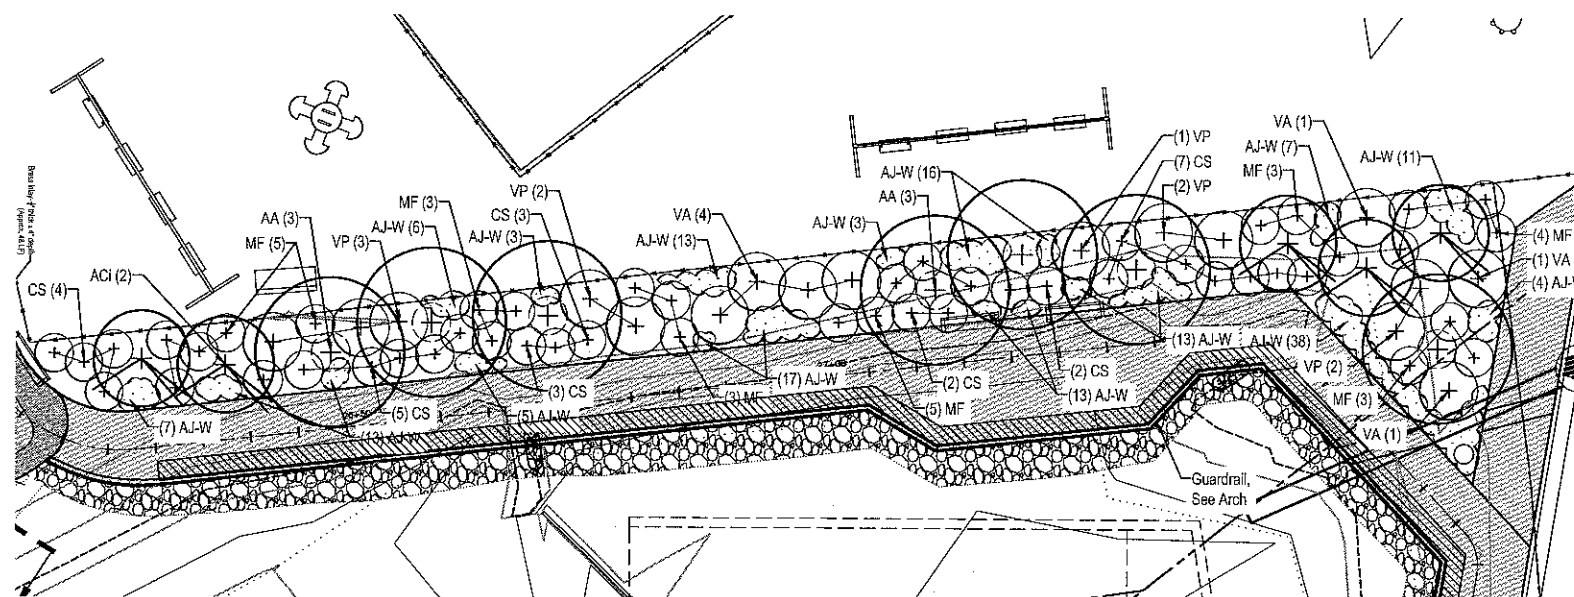 VA (1)
(1) VP
AJ-W (7)
AJ-W (11)
(7) CS
MF (3)
AJ-W (16)
VP (2)
(2) VP
AA (3)
MF (3)
CS (3)
VA (4)
AA (3)
AJ-W (6)
AJ-W (3)
AJ-W (3)
MF (5)
VP (3)
AJ-W (13)
(4) MF
(1) VA
ACi (2)
(4) AJ-
CS (4)
(13) AJ-W
AJ-W (38)
VP (2)
(17) AJ-W
(2) CS
(3) CS
(2) CS
(3) MF
(13) AJ-W
(5) CS
(5) AJ-W
(5) MF
MF (3)
(7) AJ-W
(13) AJ-W
VA (1)
Guardrail,
See Arch